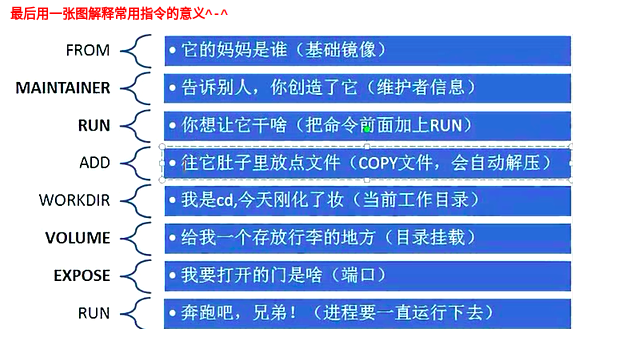 最后用一张图解释常用指令的意义^-^
FROM • 它的妈妈是谁（基础镜像）
MAINTAINER • 告诉别人，你创造了它（维护者信息）
RUN • 你想让它干啥（把命令前面加上RUN）
ADD • 往它肚子里放点文件（COPY文件，会自动解压）
WORKDIR • 我是cd,今天刚化了妆（当前工作目录）
VOLUME • 给我一个存放行李的地方（目录挂载）
EXPOSE • 我要打开的门是啥（端口）
RUN • 奔跑吧，兄弟！（进程要一直运行下去）